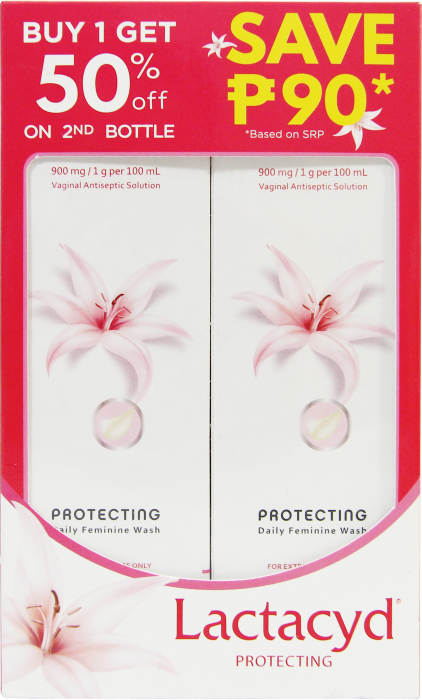 BUY 1 GET
50% off
ON 2ND BOTTLE
SAVE
₱90*
*Based on SRP
900 mg / 1 g per 100 mL
Vaginal Antiseptic Solution
PROTECTING
Daily Feminine Wash
ONLY
900 mg / 1 g per 100 mL
Vaginal Antiseptic Solution
PROTECTING
Daily Feminine Wash
FOR
Lactacyd®
PROTECTING